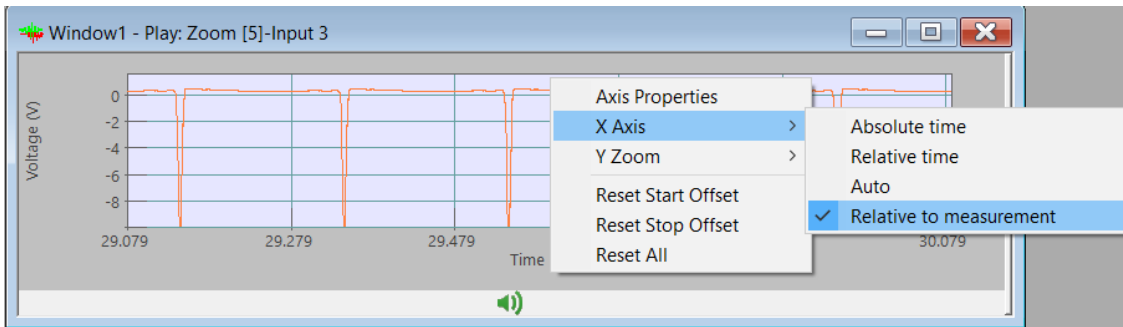 Window1 - Play: Zoom [5]-Input 3
Voltage (V)
0
-2
-4
-6
-8
29.079
29.279
29.479
30.079
Time
Axis Properties
X Axis
Y Zoom
Reset Start Offset
Reset Stop Offset
Reset All
Absolute time
Relative time
Auto
Relative to measurement